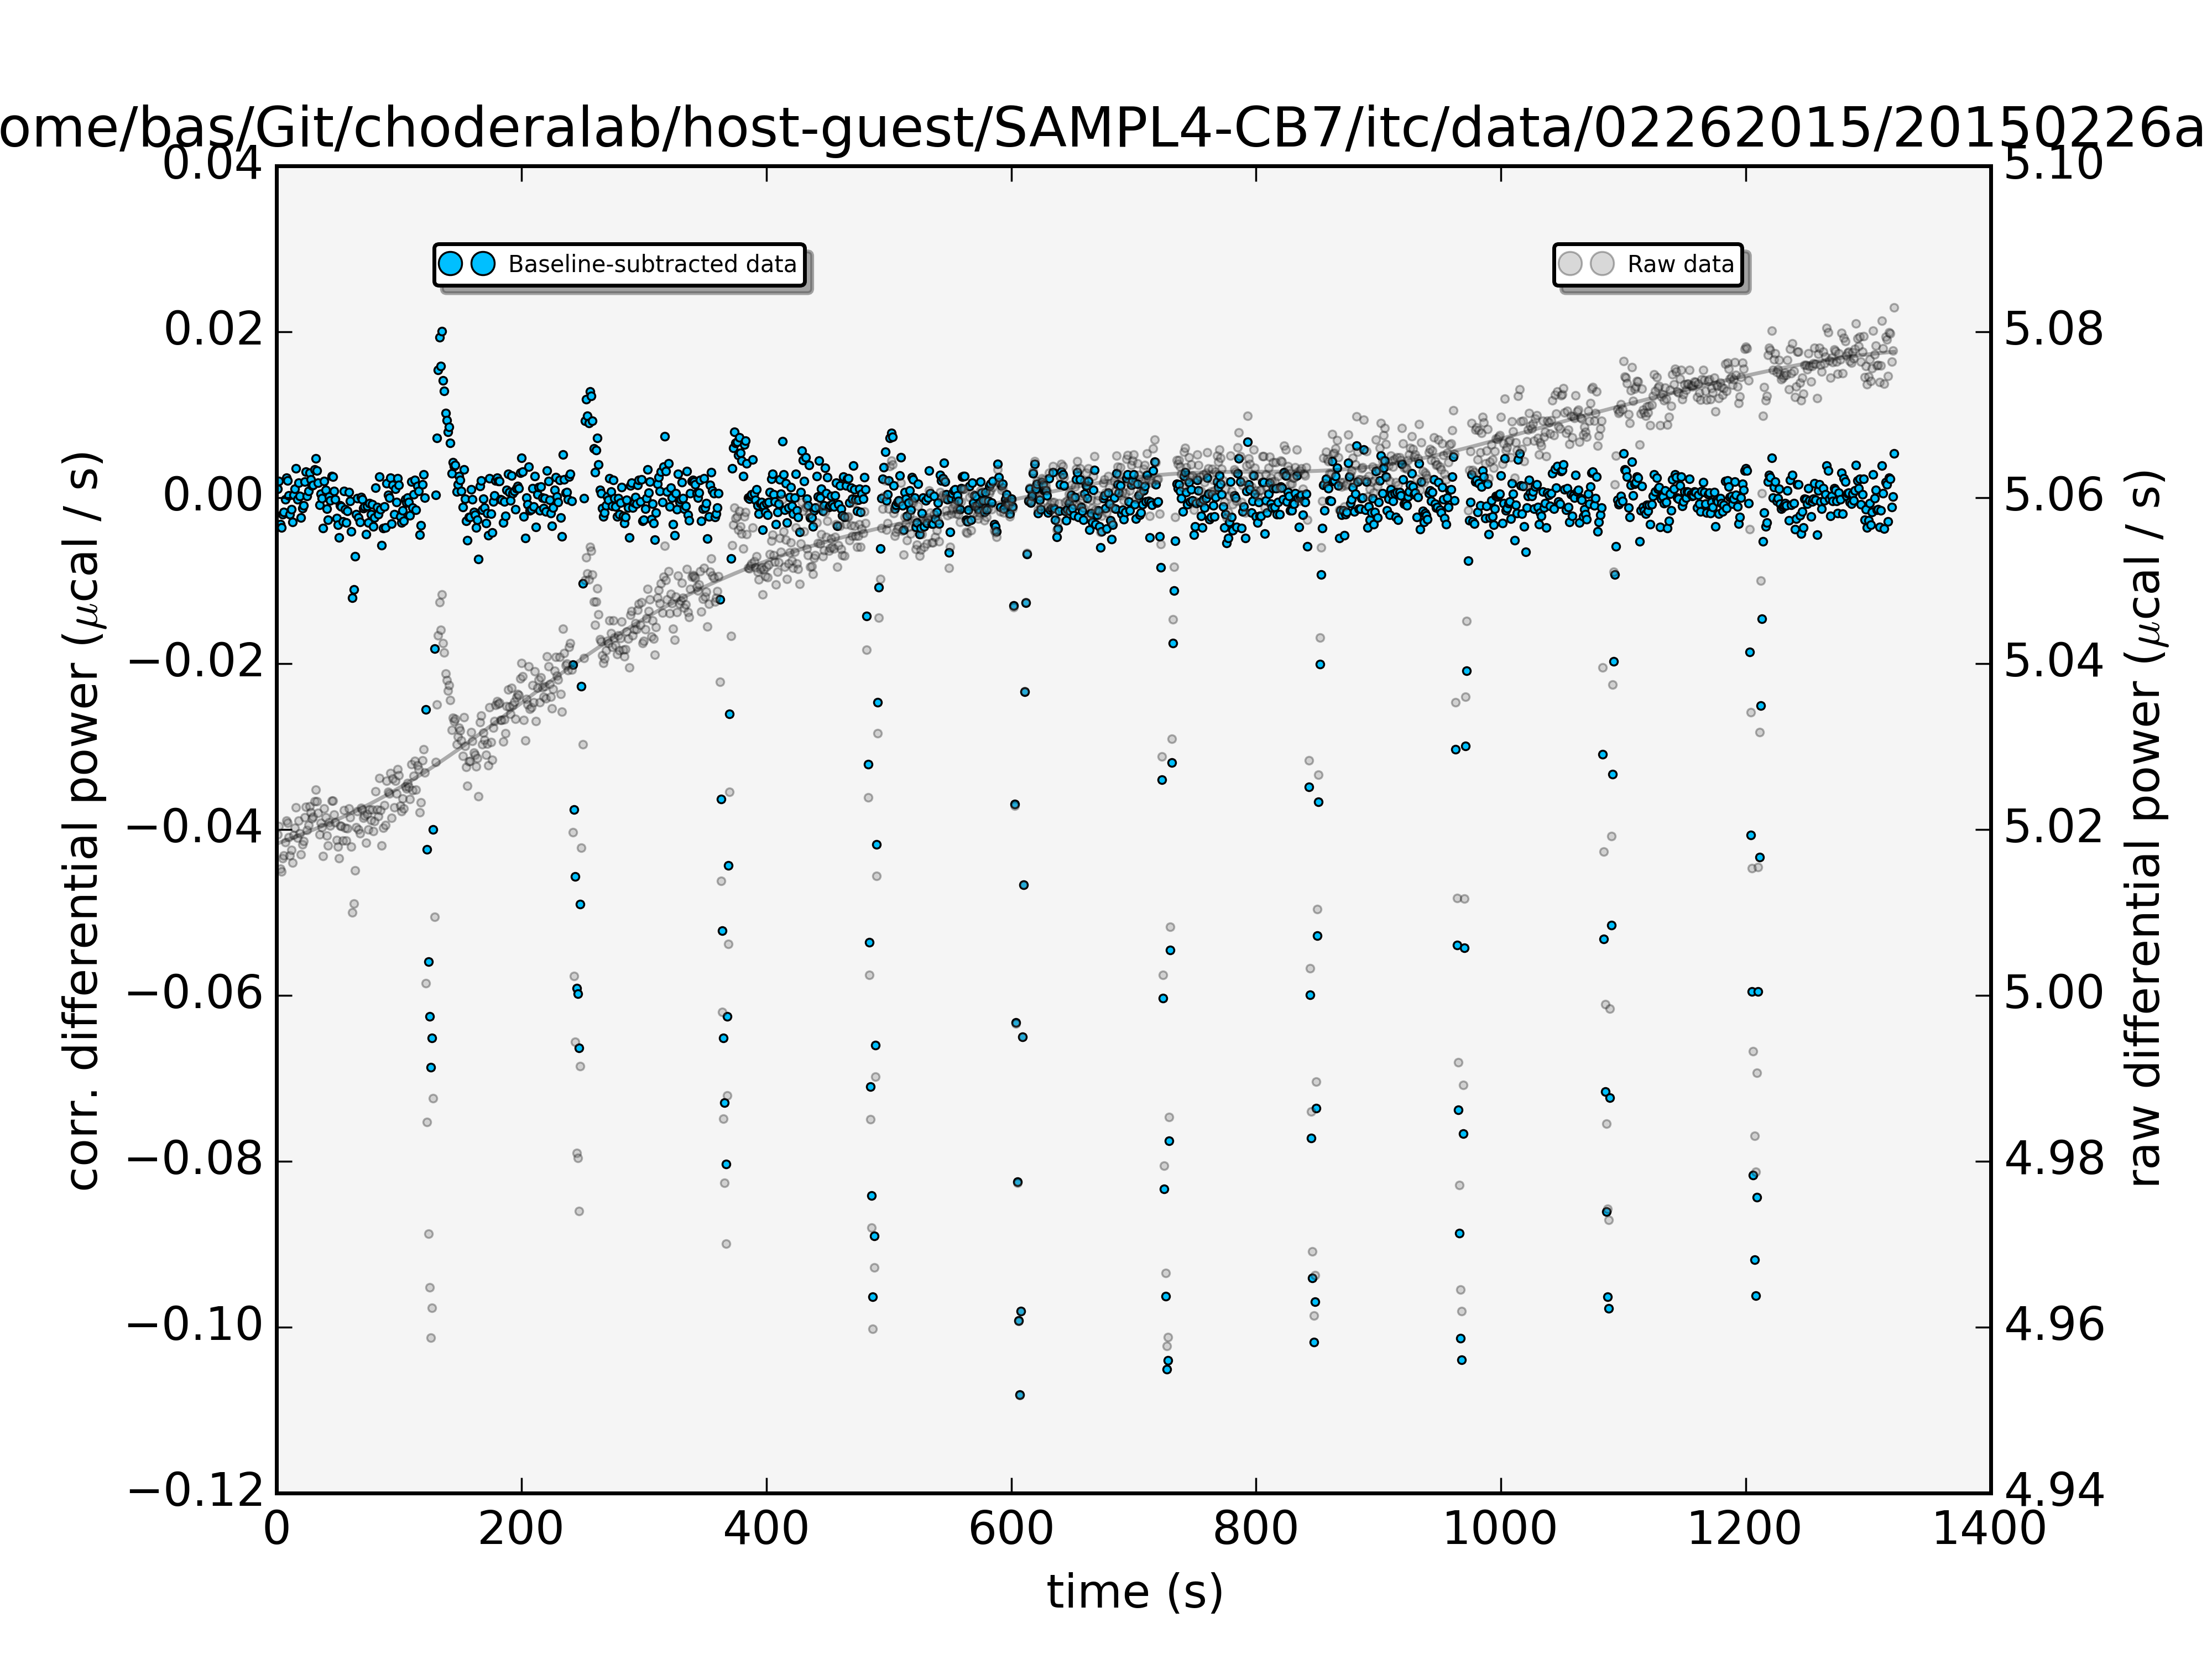 ome/bas/Git/choderalab/host-guest/SAMPL4-CB7/itc/data/02262015/20150226a
0.04
0.02
0.00
−0.02
−0.04
−0.06
−0.08
−0.10
−0.12
corr. differential power (μcal / s)
Baseline-subtracted data
Raw data
5.10
5.08
5.06
5.04
5.02
5.00
4.98
4.96
4.94
raw differential power (μcal / s)
0 200 400 600 800 1000 1200 1400
time (s)